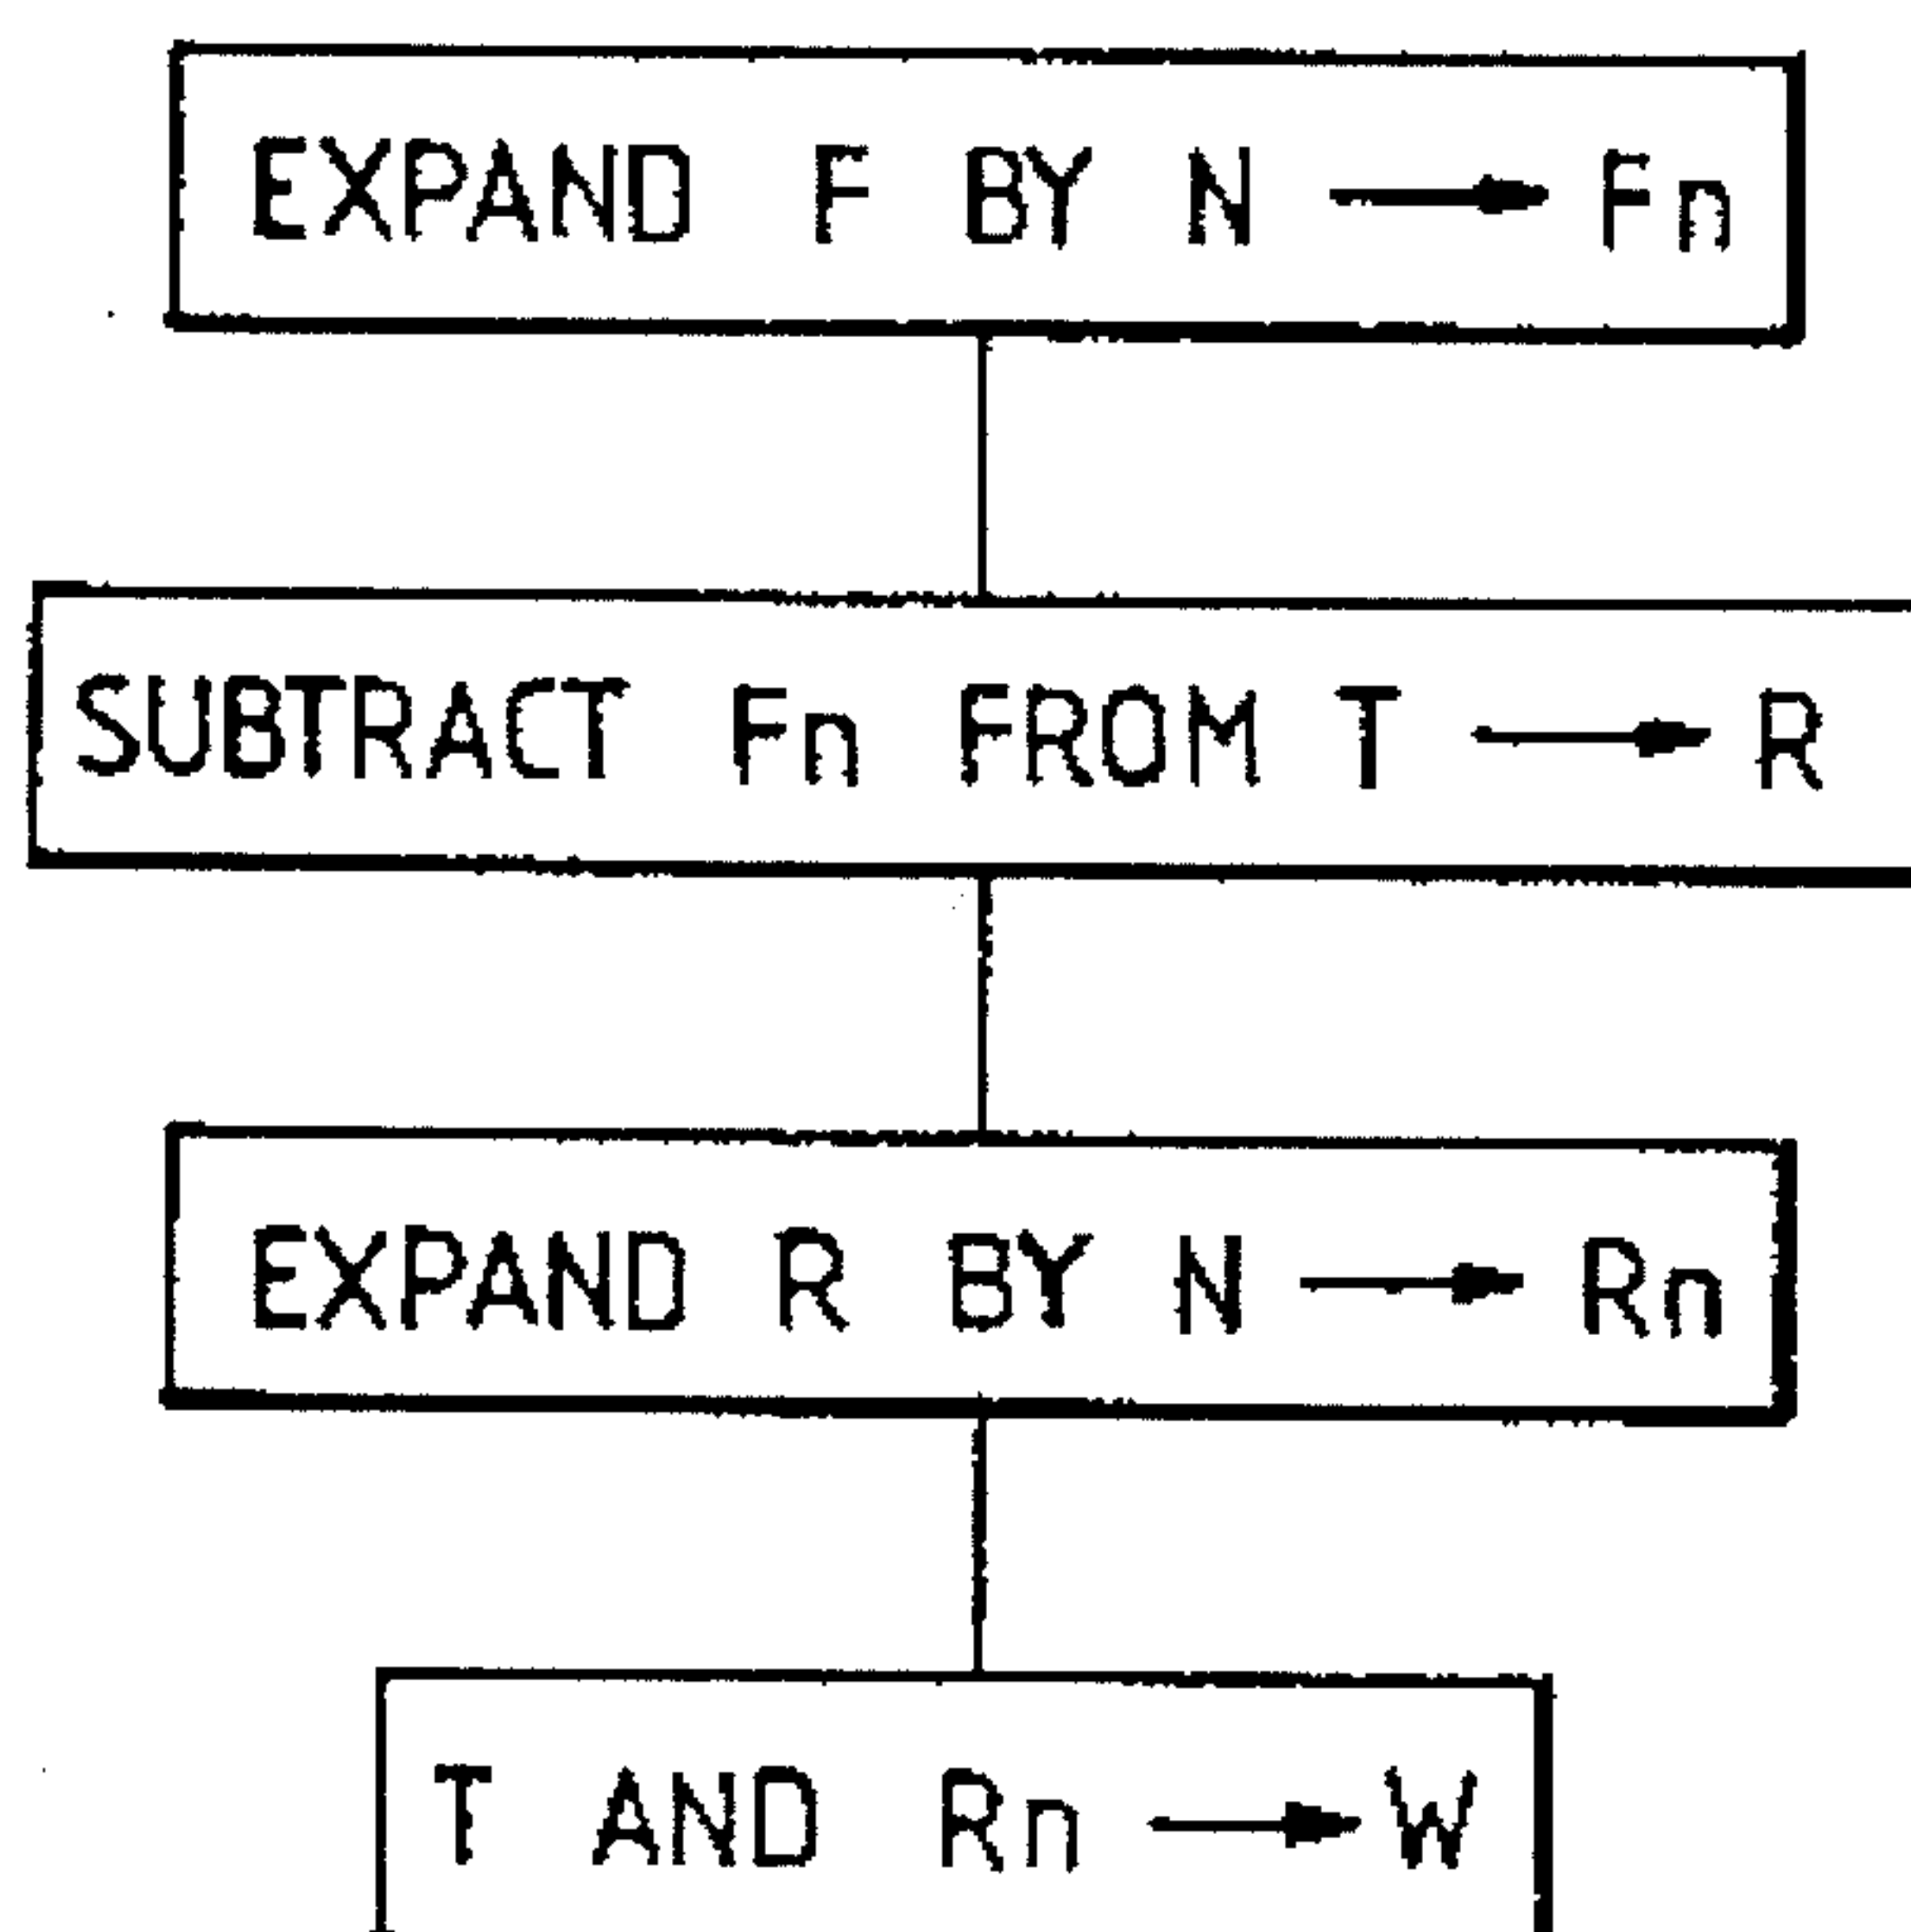 EXPAND F BY N → Fn
SUBTRACT Fn FROM T → R
EXPAND R BY N → Rn
T AND Rn → W